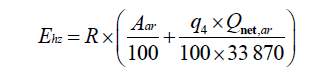 E_hz = R × ( A_ar / 100 + q_4 × Q_net,ar / 100 × 33 870 )